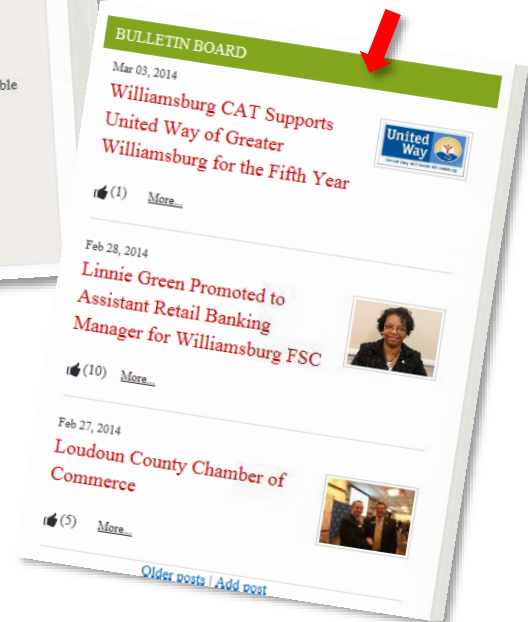 ble
BULLETIN BOARD
Mar 03, 2014
Williamsburg CAT Supports
United Way of Greater
Williamsburg for the Fifth Year
United
Way
(1) More...
Feb 28, 2014
Linnie Green Promoted to
Assistant Retail Banking
Manager for Williamsburg FSC
(10) More...
Feb 27, 2014
Loudoun County Chamber of
Commerce
(5) More...
Older posts | Add post